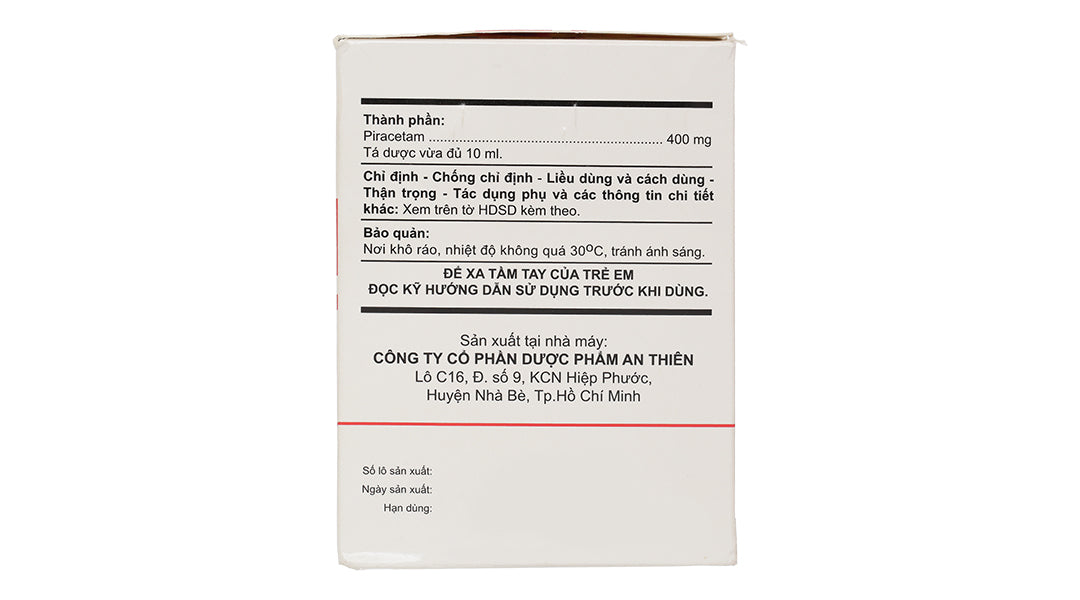 Thành phần:
Piracetam ............................................................. 400 mg
Tá dược vừa đủ 10 ml.
Chỉ định - Chống chỉ định - Liều dùng và cách dùng -
Thận trọng - Tác dụng phụ và các thông tin chi tiết
khác: Xem trên tờ HDSD kèm theo.
Bảo quản:
Nơi khô ráo, nhiệt độ không quá 30ºC, tránh ánh sáng.
ĐỂ XA TẦM TAY CỦA TRẺ EM
ĐỌC KỸ HƯỚNG DẪN SỬ DỤNG TRƯỚC KHI DÙNG.
Sản xuất tại nhà máy:
CÔNG TY CỔ PHẦN DƯỢC PHẨM AN THIÊN
Lô C16, Đ. số 9, KCN Hiệp Phước,
Huyện Nhà Bè, Tp.Hồ Chí Minh
Số lô sản xuất:
Ngày sản xuất:
Hạn dùng: